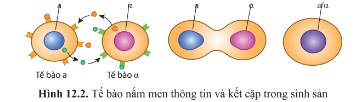 a α a α a/α
Tế bào a Tế bào α
Hình 12.2. Tế bào nấm men thông tin và kết cặp trong sinh sản